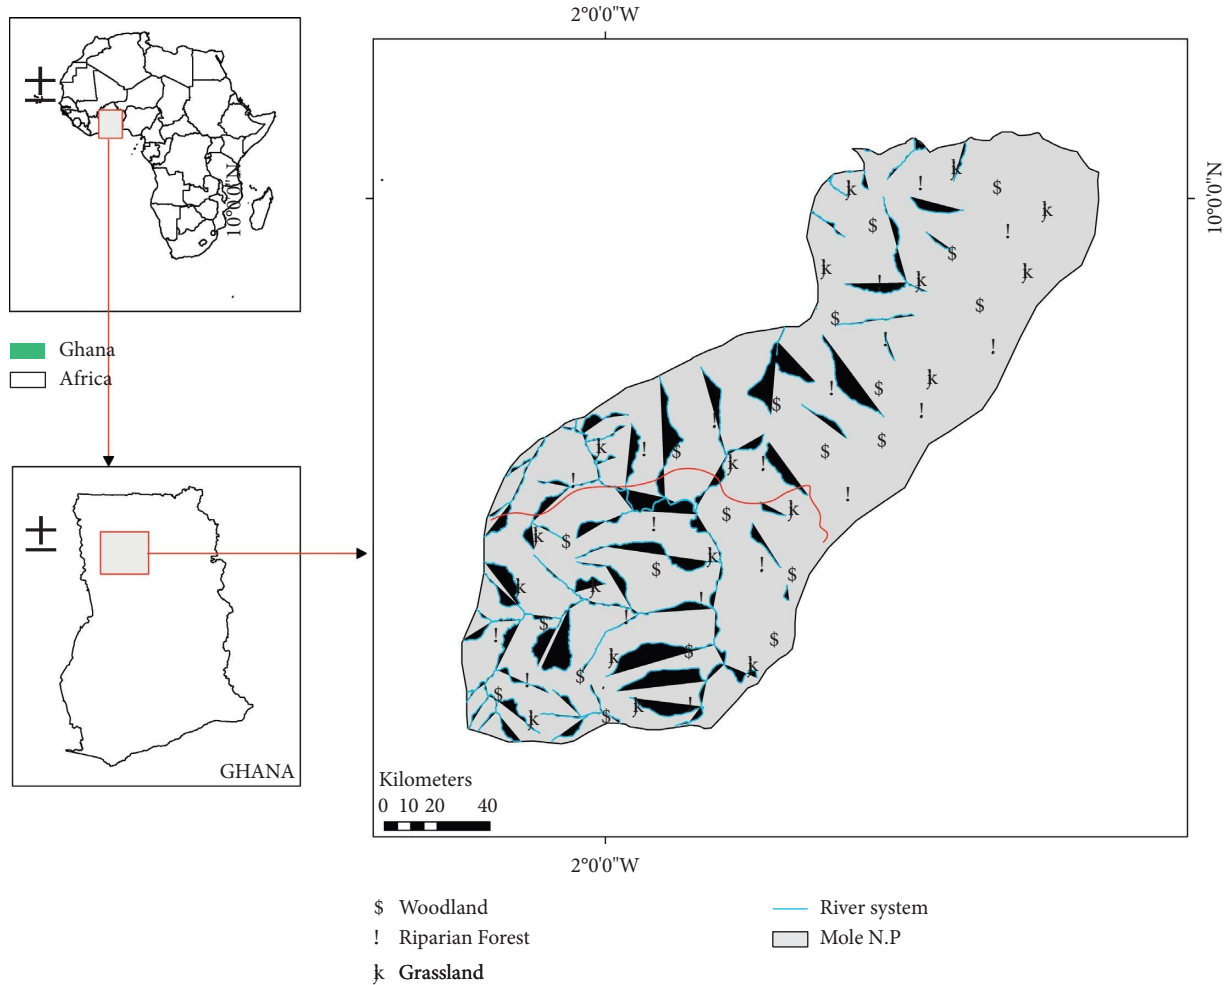 2°0'0"W
10°0'0"N
10°0'0"N
Ghana
Africa
GHANA
Kilometers
0 10 20 40
2°0'0"W
$ Woodland
! Riparian Forest
Grassland
River system
Mole N.P